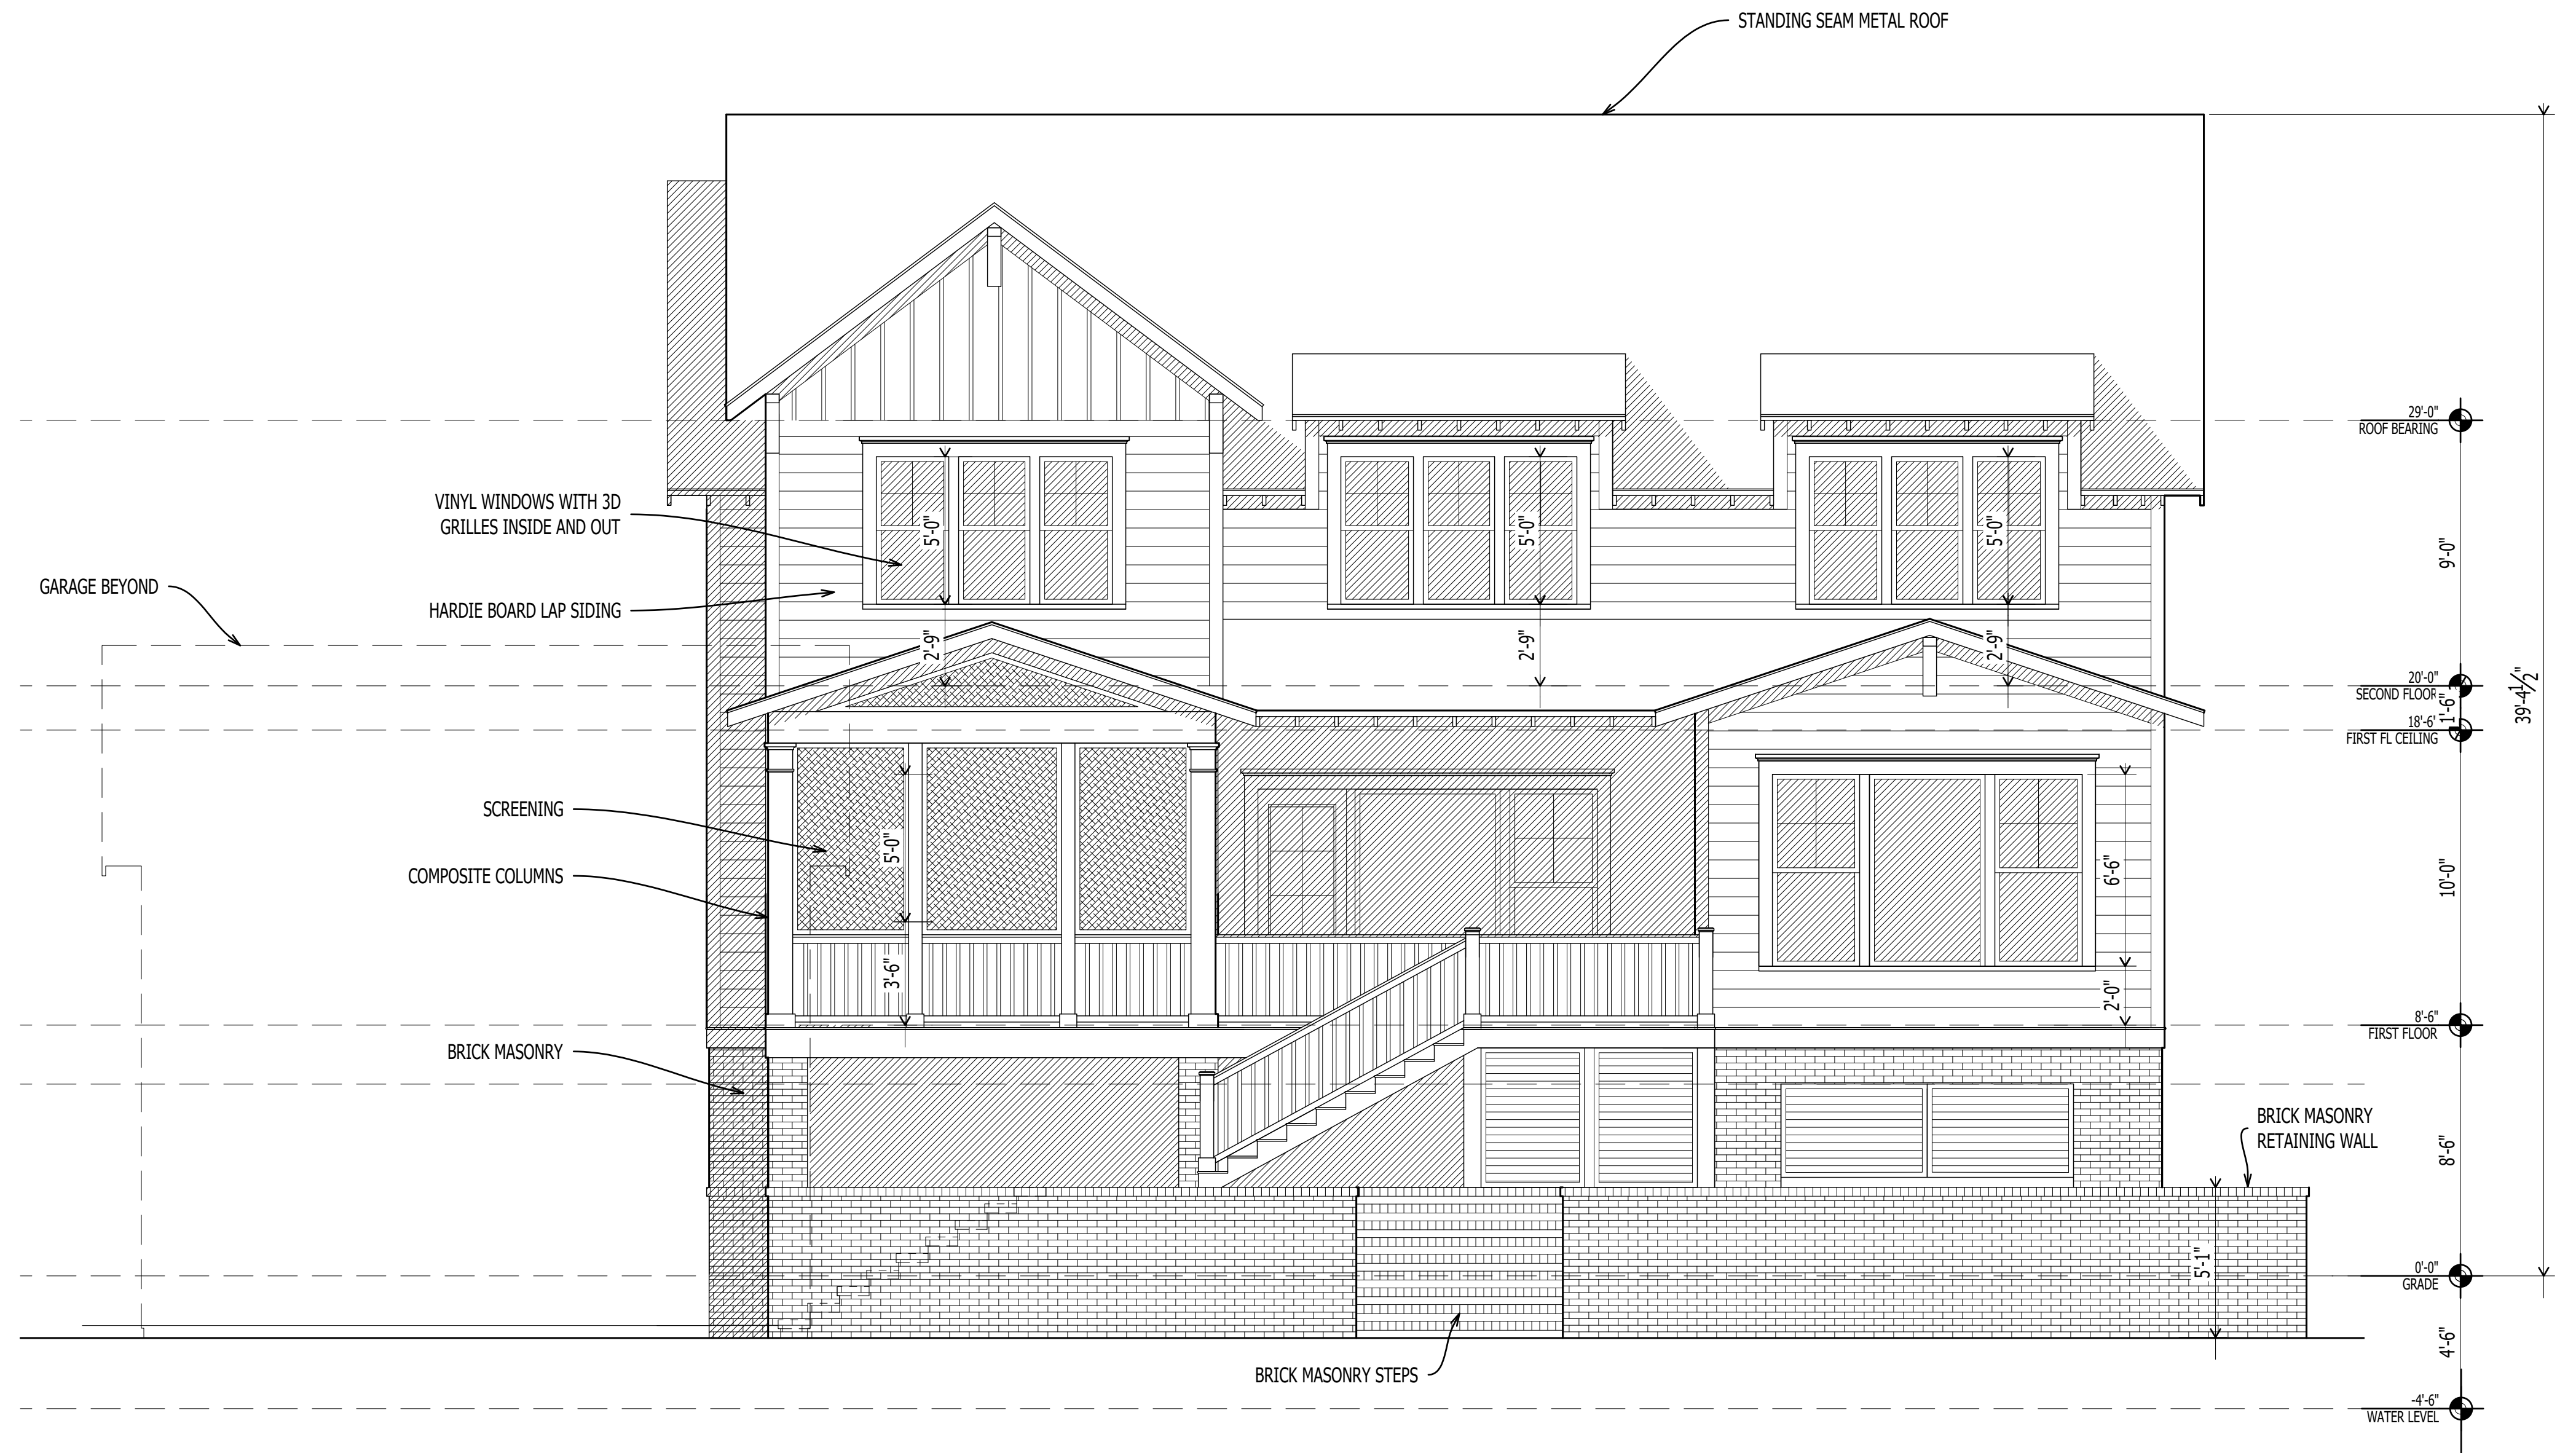 STANDING SEAM METAL ROOF
29'-0"
ROOF BEARING
VINYL WINDOWS WITH 3D
GRILLES INSIDE AND OUT
5'-0"
5'-0"
5'-0"
9'-0"
GARAGE BEYOND
HARDIE BOARD LAP SIDING
2'-9"
2'-9"
2'-9"
20'-0"
SECOND FLOOR
1'-6"
39'-4 1/2"
18'-6"
FIRST FL CEILING
SCREENING
5'-0"
6'-6"
10'-0"
COMPOSITE COLUMNS
3'-6"
2'-0"
8'-6"
FIRST FLOOR
BRICK MASONRY
BRICK MASONRY
RETAINING WALL
8'-6"
5'-1"
0'-0"
GRADE
4'-6"
BRICK MASONRY STEPS
-4'-6"
WATER LEVEL